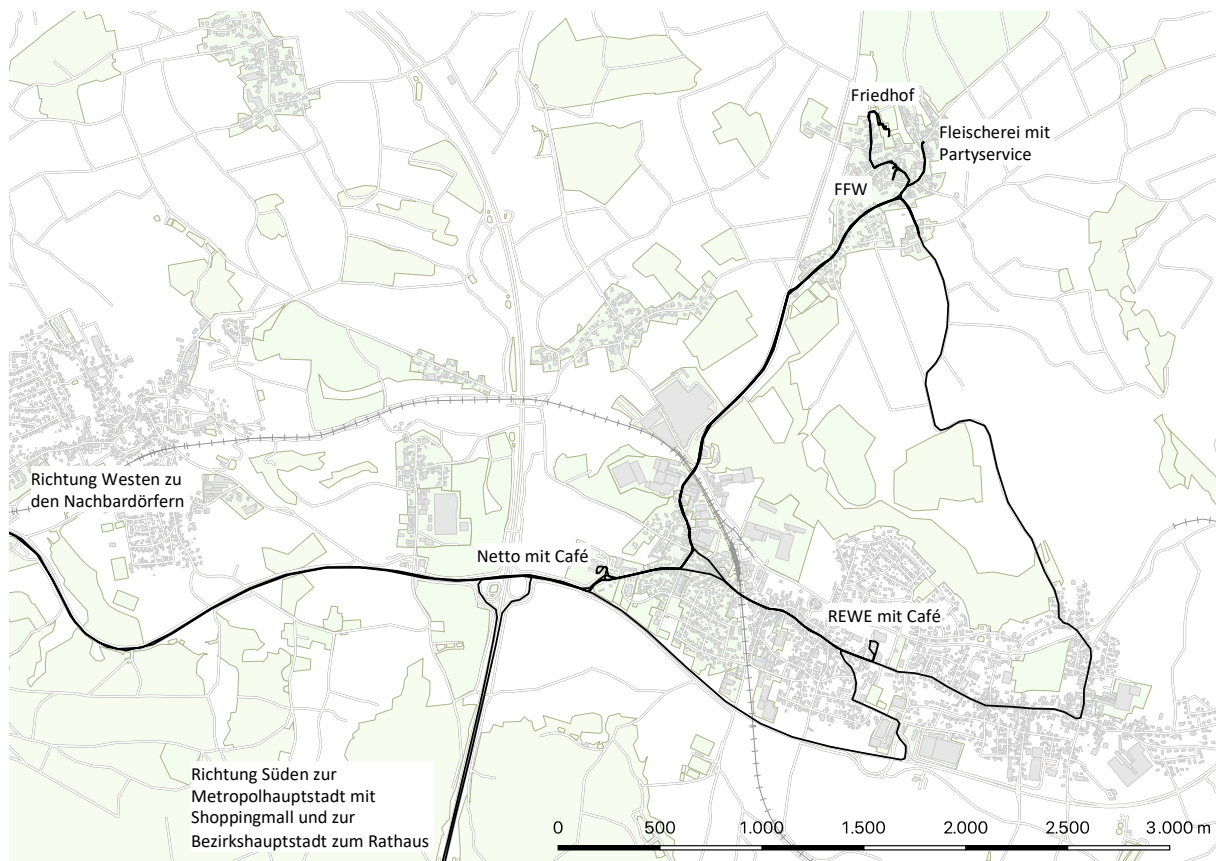 Friedhof
Fleischerei mit
Partyservice
FFW
Richtung Westen zu
den Nachbardörfern
Netto mit Café
REWE mit Café
Richtung Süden zur
Metropolhauptstadt mit
Shoppingmall und zur
Bezirkshauptstadt zum Rathaus
0 500 1.000 1.500 2.000 2.500 3.000 m